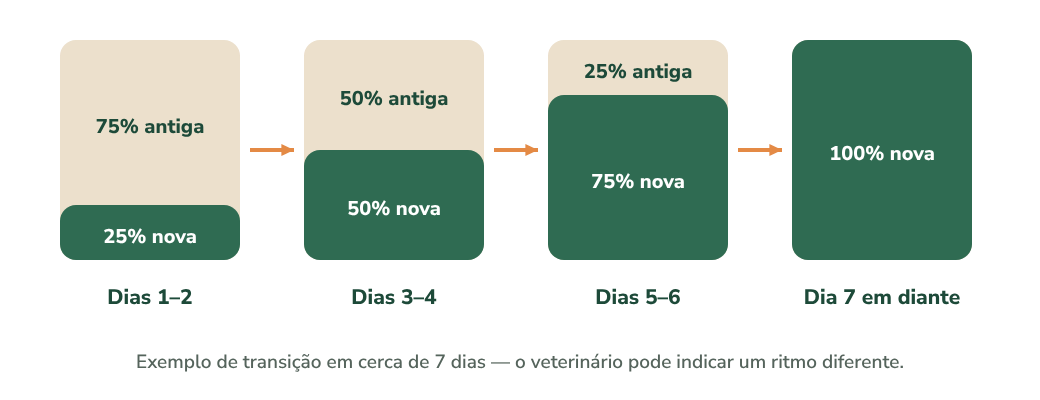 75% antiga
25% nova
Dias 1–2
50% antiga
50% nova
Dias 3–4
25% antiga
75% nova
Dias 5–6
100% nova
Dia 7 em diante
Exemplo de transição em cerca de 7 dias — o veterinário pode indicar um ritmo diferente.